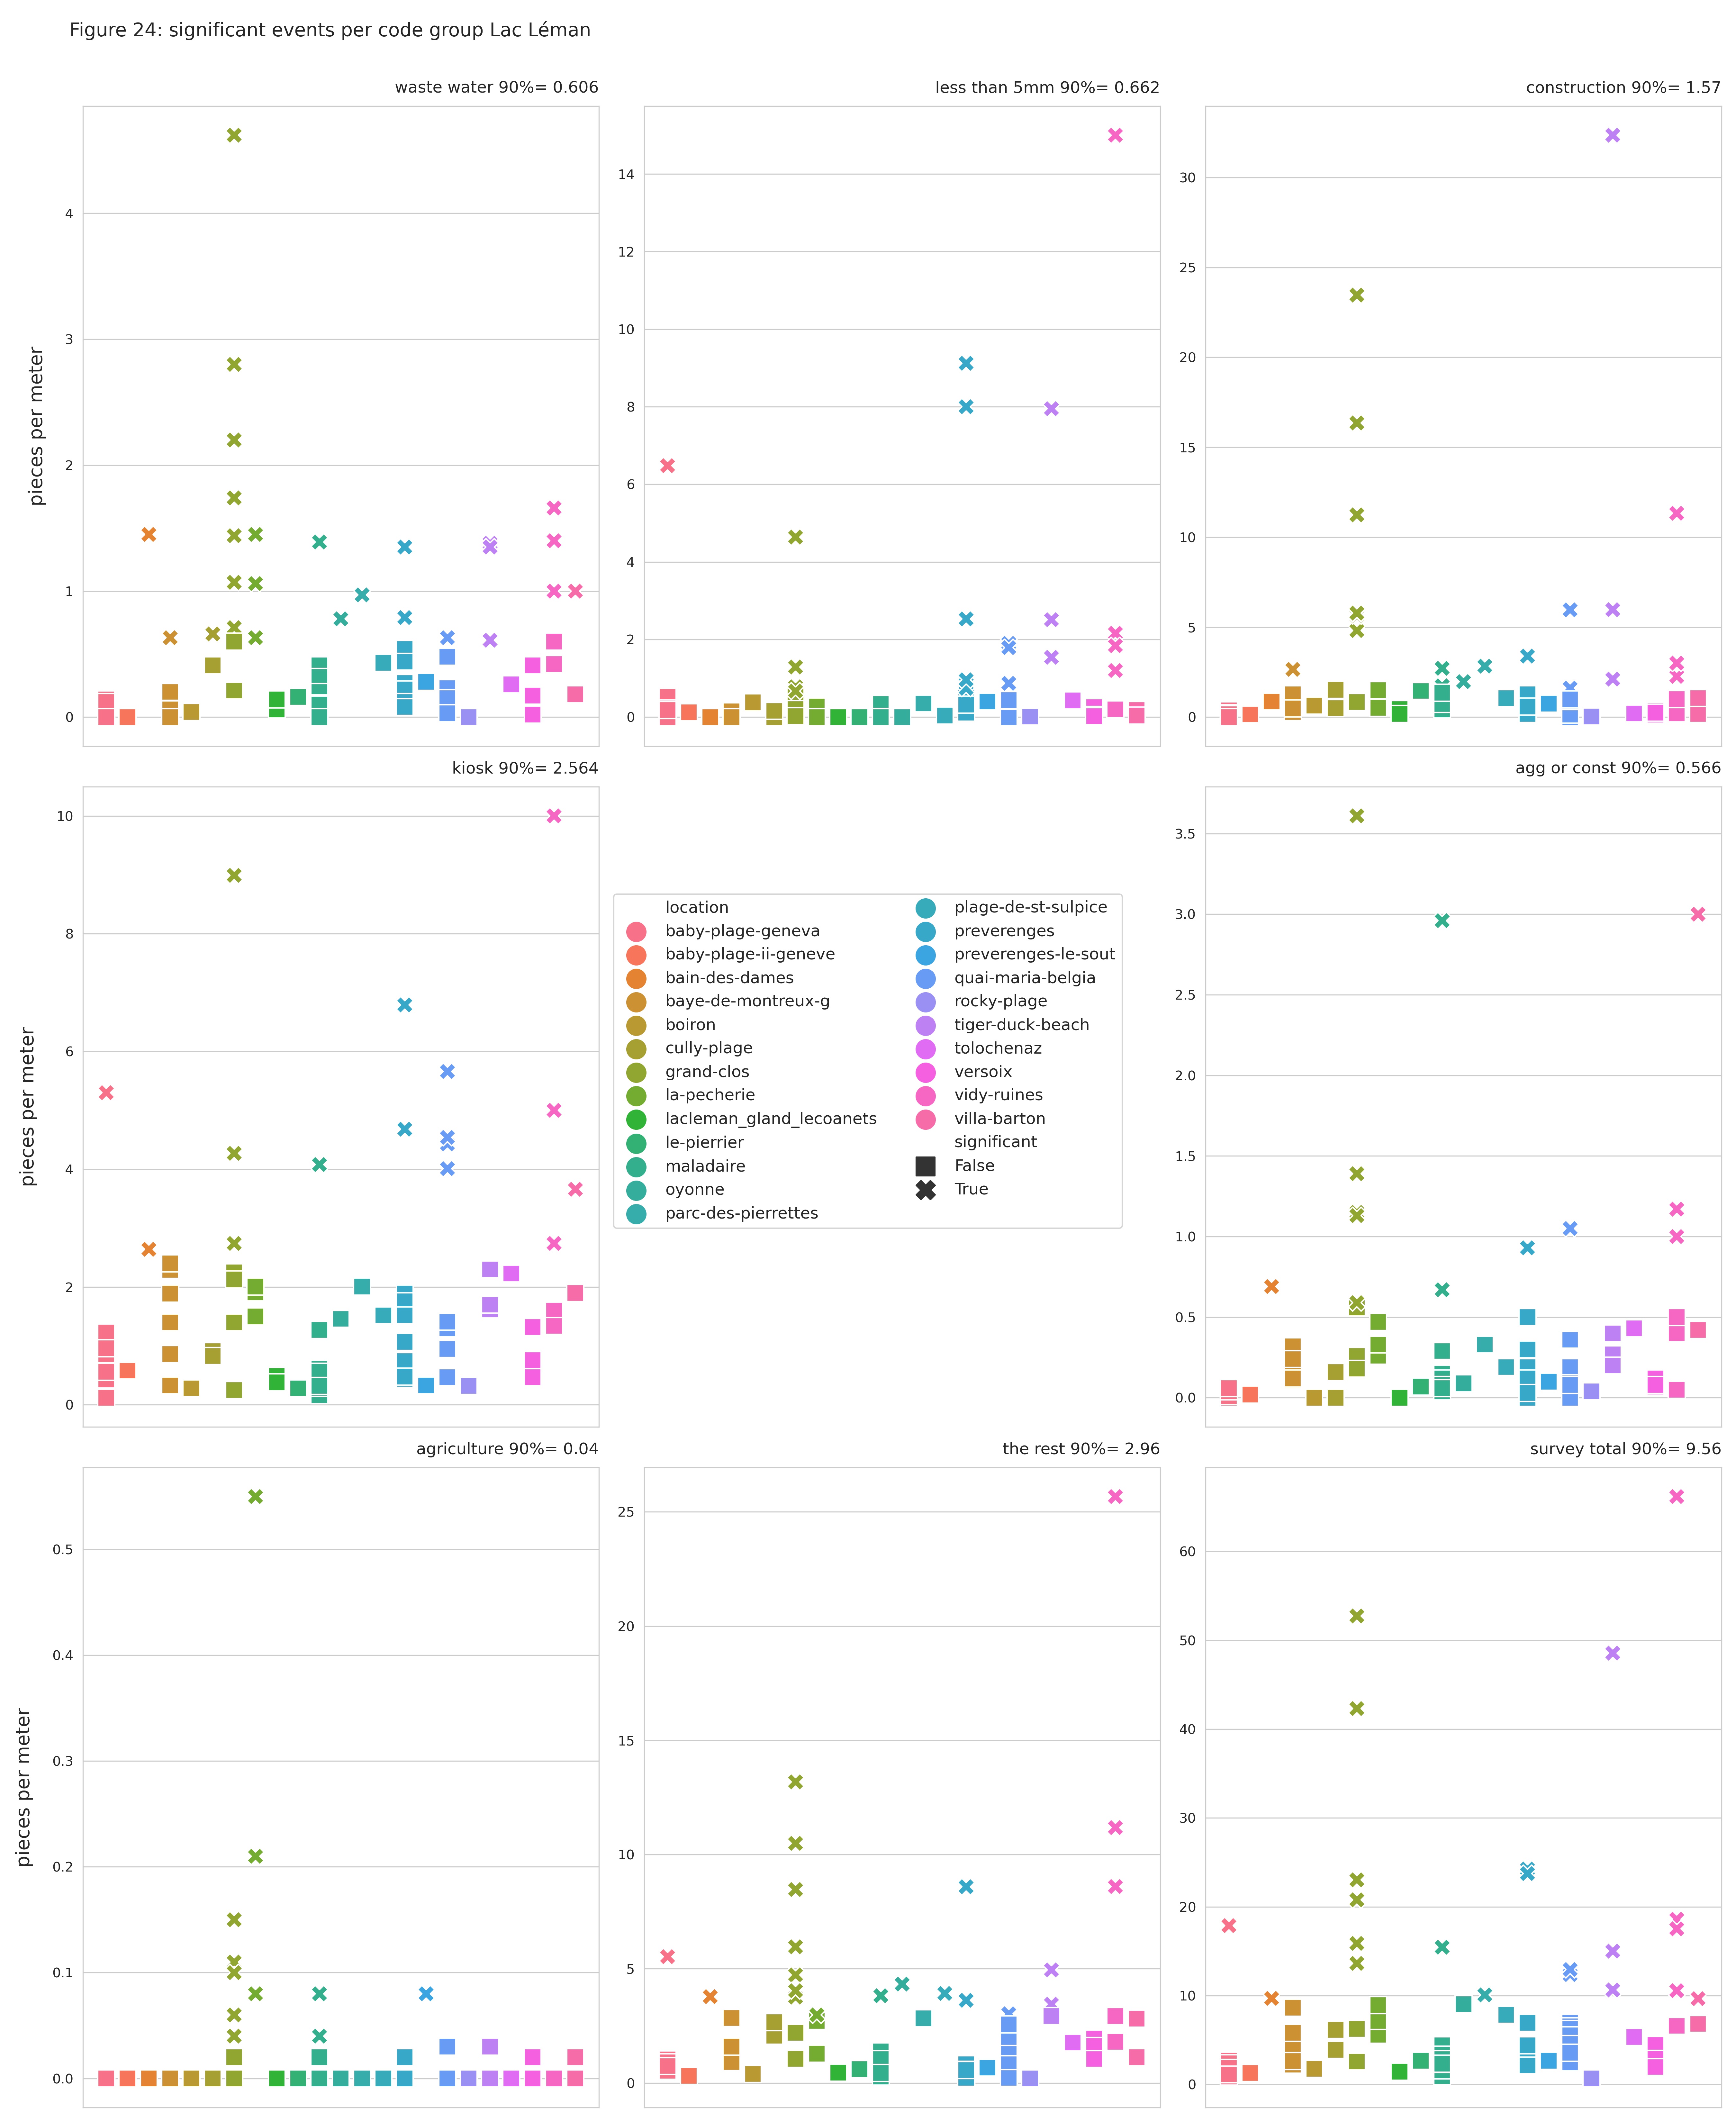 Figure 24: significant events per code group Lac Léman
waste water 90%= 0.606
less than 5mm 90%= 0.662
construction 90%= 1.57
pieces per meter
4
3
2
1
0
14
12
10
8
6
4
2
0
30
25
20
15
10
5
0
kiosk 90%= 2.564
agg or const 90%= 0.566
pieces per meter
10
8
6
4
2
0
location
baby-plage-geneva
baby-plage-ii-geneve
bain-des-dames
baye-de-montreux-g
boiron
cully-plage
grand-clos
la-pecherie
lacleman_gland_lecoanets
le-pierrier
maladaire
oyonne
parc-des-pierrettes
plage-de-st-sulpice
preverenges
preverenges-le-sout
quai-maria-belgia
rocky-plage
tiger-duck-beach
tolochenaz
versoix
vidy-ruines
villa-barton
significant
False
True
3.5
3.0
2.5
2.0
1.5
1.0
0.5
0.0
agriculture 90%= 0.04
the rest 90%= 2.96
survey total 90%= 9.56
pieces per meter
0.5
0.4
0.3
0.2
0.1
0.0
25
20
15
10
5
0
60
50
40
30
20
10
0